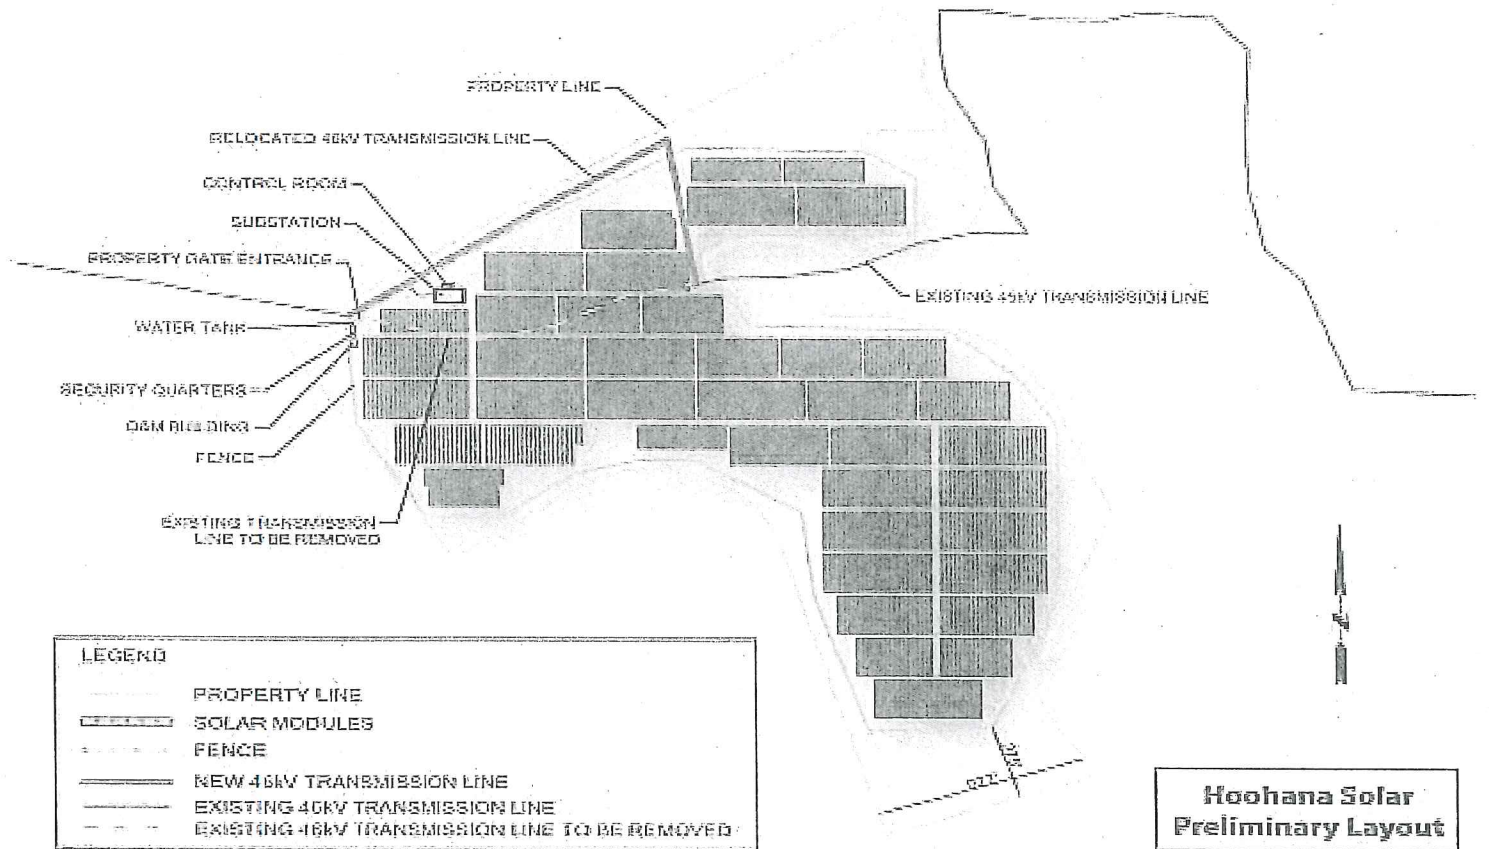 PROPERTY LINE
RELOCATED 46kV TRANSMISSION LINE
CONTROL ROOM
SUBSTATION
PROPERTY GATE ENTRANCE
EXISTING 46kV TRANSMISSION LINE
WATER TANK
SECURITY QUARTERS
O&M BUILDING
FENCE
EXISTING TRANSMISSION
LINE TO BE REMOVED
LEGEND
PROPERTY LINE
SOLAR MODULES
FENCE
NEW 46kV TRANSMISSION LINE
EXISTING 46kV TRANSMISSION LINE
EXISTING 46kV TRANSMISSION LINE TO BE REMOVED
Hoohana Solar
Preliminary Layout